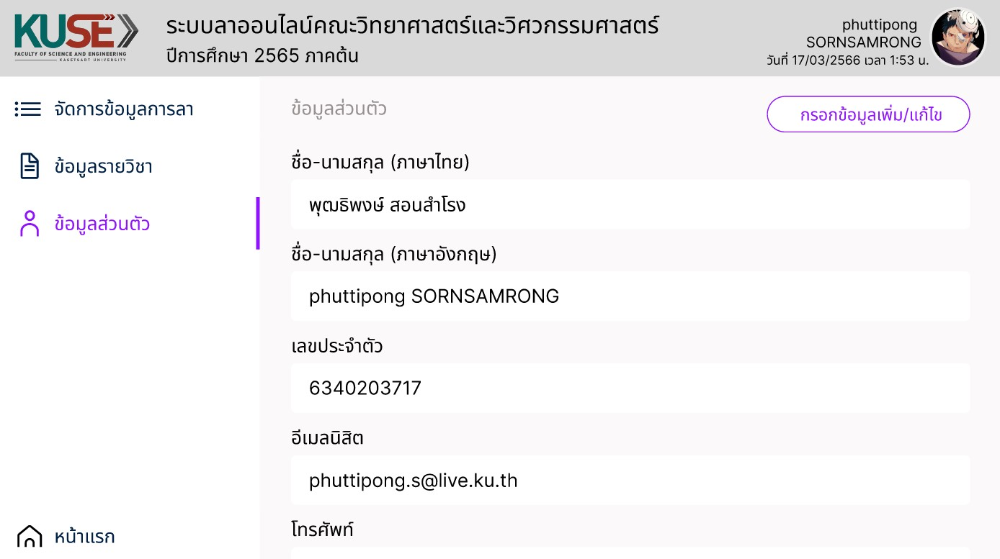 KUSE
FACULTY OF SCIENCE AND ENGINEERING
KASETSART UNIVERSITY
ระบบลาออนไลน์คณะวิทยาศาสตร์และวิศวกรรมศาสตร์
ปีการศึกษา 2565 ภาคต้น
phuttipong
SORNSAMRONG
วันที่ 17/03/2566 เวลา 1:53 น.
จัดการข้อมูลการลา
ข้อมูลรายวิชา
ข้อมูลส่วนตัว
หน้าแรก
ข้อมูลส่วนตัว
กรอกข้อมูลเพิ่ม/แก้ไข
ชื่อ-นามสกุล (ภาษาไทย)
พุฒธิพงษ์ สอนสำโรง
ชื่อ-นามสกุล (ภาษาอังกฤษ)
phuttipong SORNSAMRONG
เลขประจำตัว
6340203717
อีเมลนิสิต
phuttipong.s@live.ku.th
โทรศัพท์